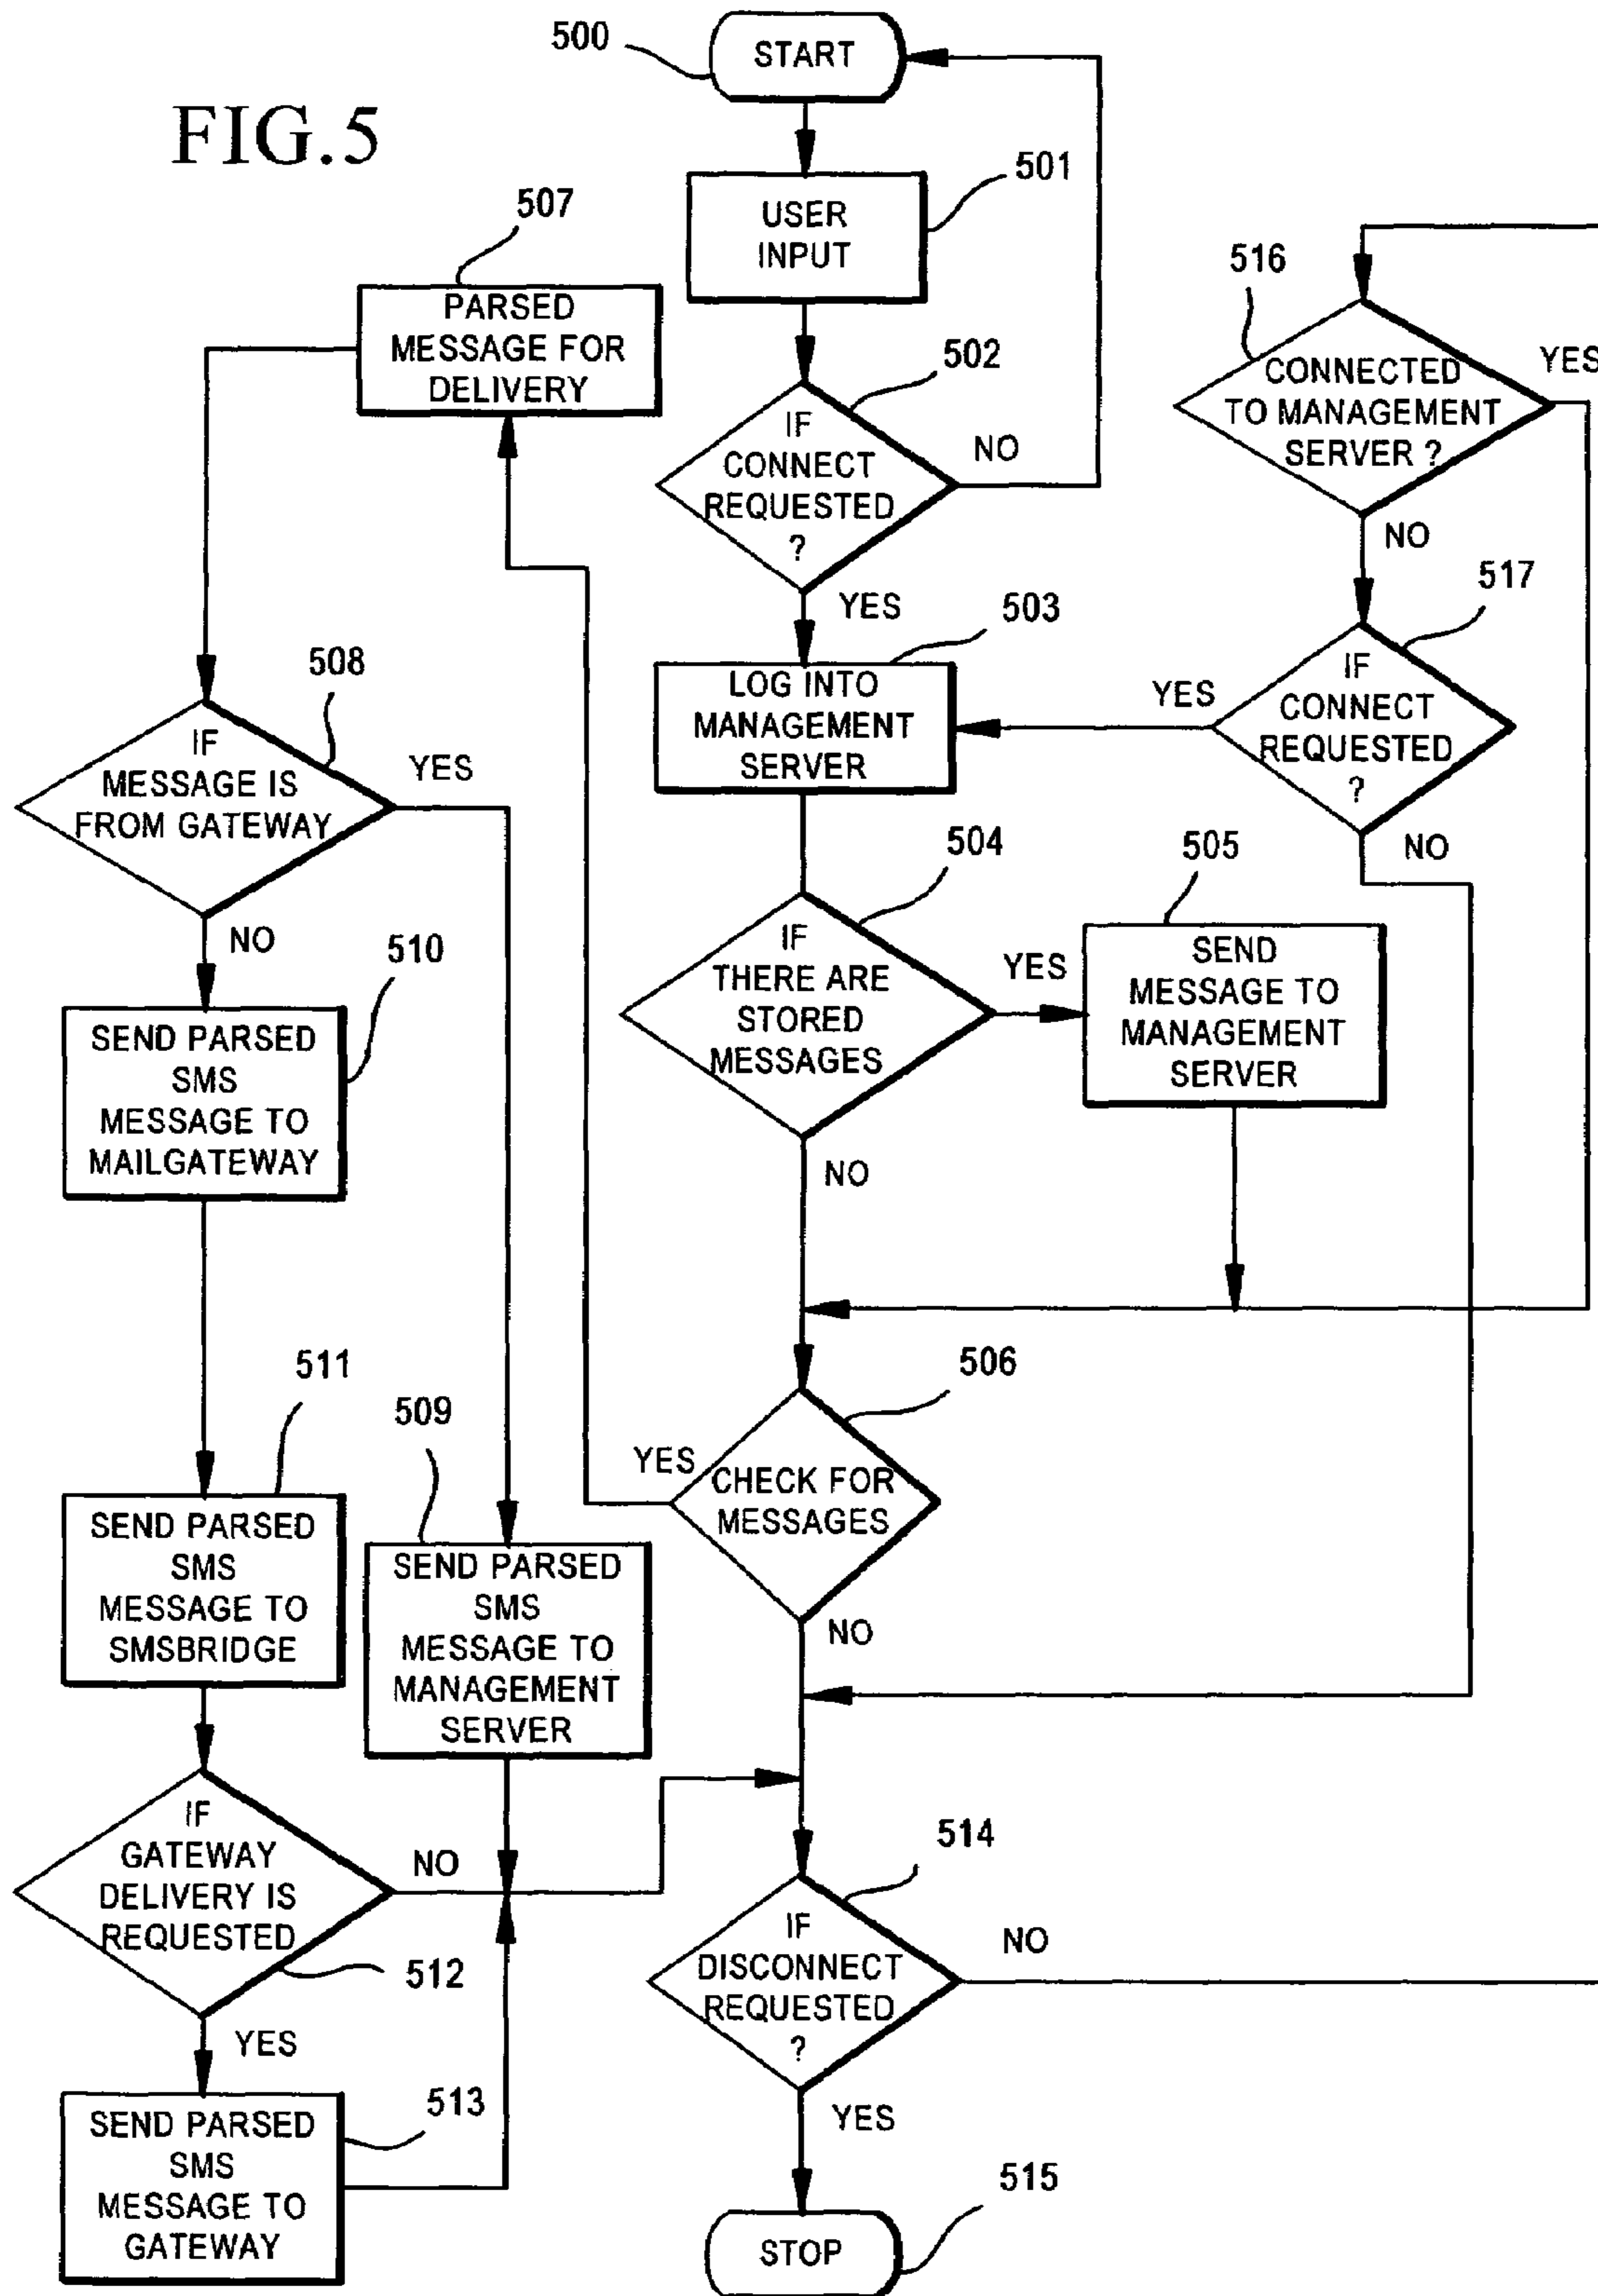 FIG.5
500
START
501
USER
INPUT
502
IF
CONNECT
REQUESTED
?
NO
YES
503
LOG INTO
MANAGEMENT
SERVER
504
IF
THERE ARE
STORED
MESSAGES
YES
NO
505
SEND
MESSAGE TO
MANAGEMENT
SERVER
506
CHECK FOR
MESSAGES
YES
NO
507
PARSED
MESSAGE FOR
DELIVERY
508
IF
MESSAGE IS
FROM GATEWAY
YES
NO
509
SEND PARSED
SMS
MESSAGE TO
MANAGEMENT
SERVER
510
SEND PARSED
SMS
MESSAGE TO
MAILGATEWAY
511
SEND PARSED
SMS
MESSAGE TO
SMSBRIDGE
IF
GATEWAY
DELIVERY IS
REQUESTED
512
NO
YES
513
SEND PARSED
SMS
MESSAGE TO
GATEWAY
514
IF
DISCONNECT
REQUESTED
?
NO
YES
515
STOP
516
CONNECTED
TO MANAGEMENT
SERVER ?
YES
NO
517
IF
CONNECT
REQUESTED
?
YES
NO